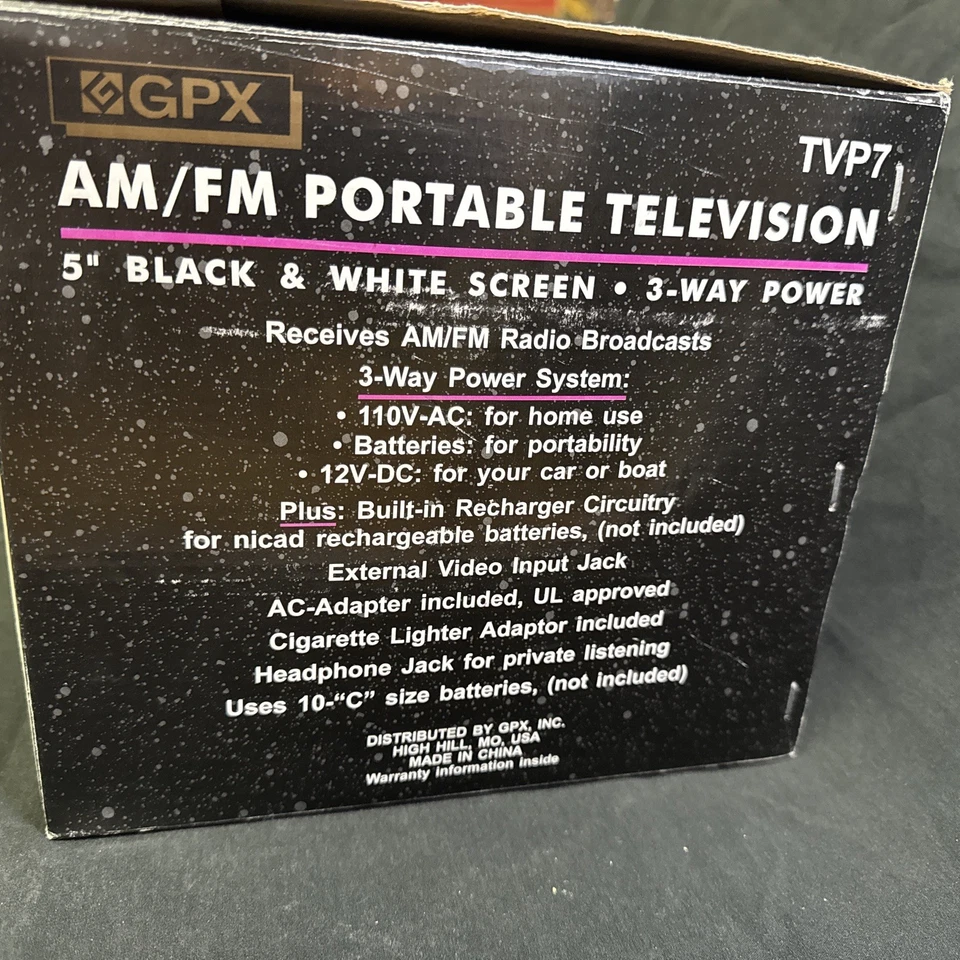 GPX
TVP7
AM/FM PORTABLE TELEVISION
5" BLACK & WHITE SCREEN • 3-WAY POWER
Receives AM/FM Radio Broadcasts
3-Way Power System:
• 110V-AC: for home use
• Batteries: for portability
• 12V-DC: for your car or boat
Plus: Built-in Recharger Circuitry
for nicad rechargeable batteries, (not included)
External Video Input Jack
AC-Adapter included, UL approved
Cigarette Lighter Adaptor included
Headphone Jack for private listening
Uses 10-“C” size batteries, (not included)
DISTRIBUTED BY GPX, INC.
HIGH HILL, MO, USA
MADE IN CHINA
Warranty information inside